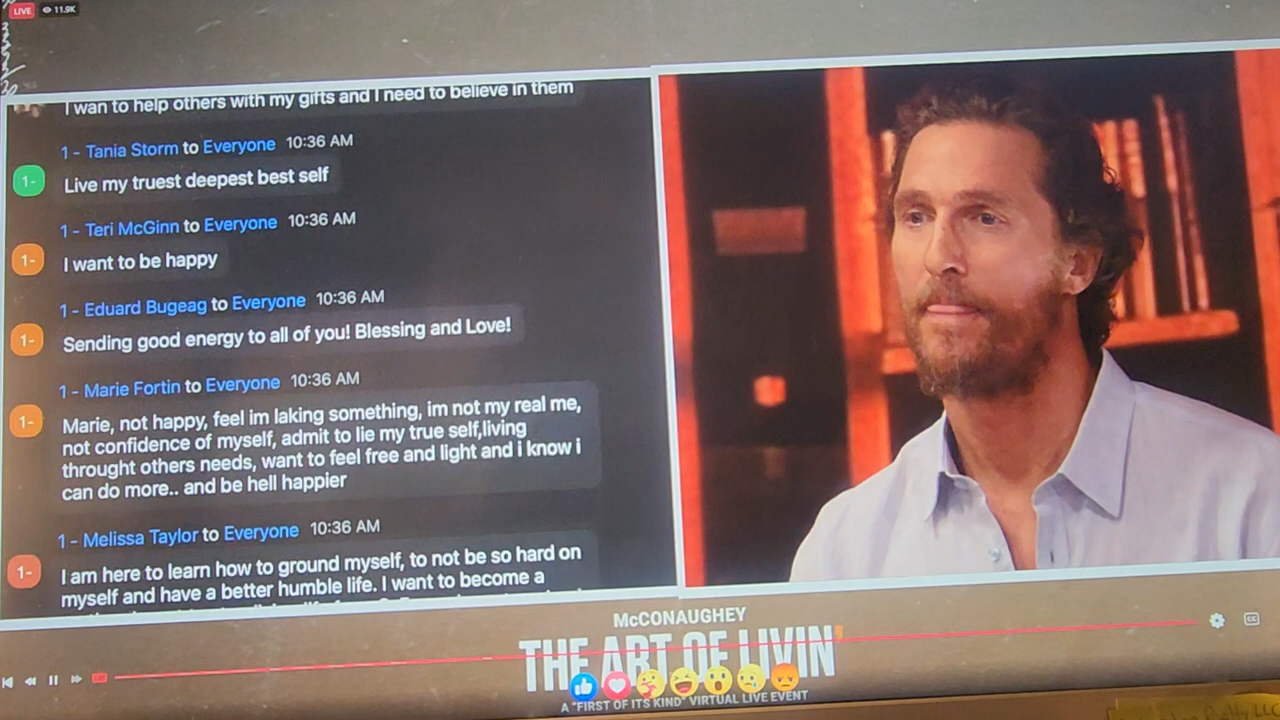 LIVE 11.9K
I wan to help others with my gifts and I need to believe in them
1 - Tania Storm to Everyone 10:36 AM
1-
Live my truest deepest best self
1 - Teri McGinn to Everyone 10:36 AM
1-
I want to be happy
1 - Eduard Bugeag to Everyone 10:36 AM
1-
Sending good energy to all of you! Blessing and Love!
1 - Marie Fortin to Everyone 10:36 AM
1-
Marie, not happy, feel im laking something, im not my real me,
not confidence of myself, admit to lie my true self,living
throught others needs, want to feel free and light and i know i
can do more.. and be hell happier
1 - Melissa Taylor to Everyone 10:36 AM
1-
I am here to learn how to ground myself, to not be so hard on
myself and have a better humble life. I want to become a
McCONAUGHEY
THE ART OF LIVIN'
A "FIRST OF ITS KIND" VIRTUAL LIVE EVENT
CC
LLC